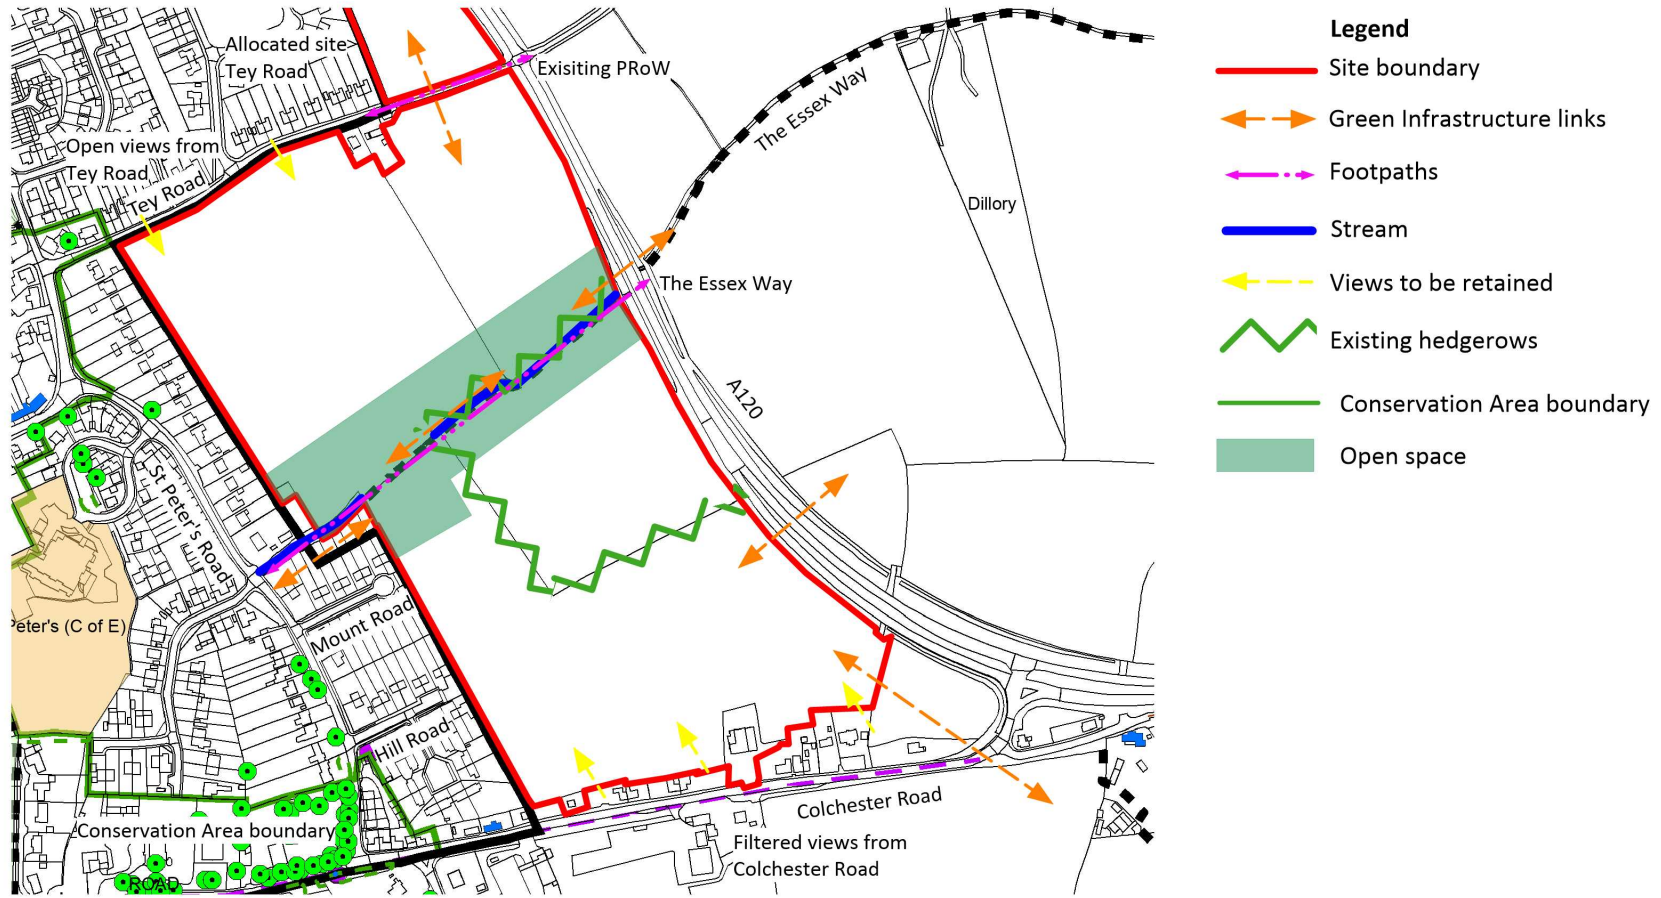 Allocated site
Tey Road
Exisiting PRoW
The Essex Way
Open views from
Tey Road
Tey Road
Dillory
The Essex Way
A120
St Peter's Road
Peter's (C of E)
Mount Road
Hill Road
Conservation Area boundary
ROAD
Colchester Road
Filtered views from
Colchester Road
Legend
Site boundary
Green Infrastructure links
Footpaths
Stream
Views to be retained
Existing hedgerows
Conservation Area boundary
Open space